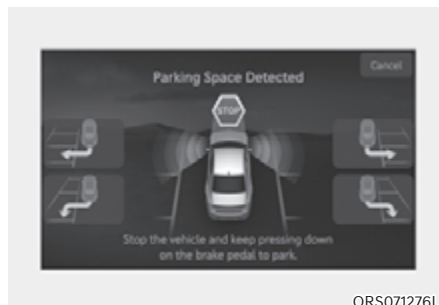 Cancel
Parking Space Detected
STOP
Stop the vehicle and keep pressing down
on the brake pedal to park.
ORS071276L